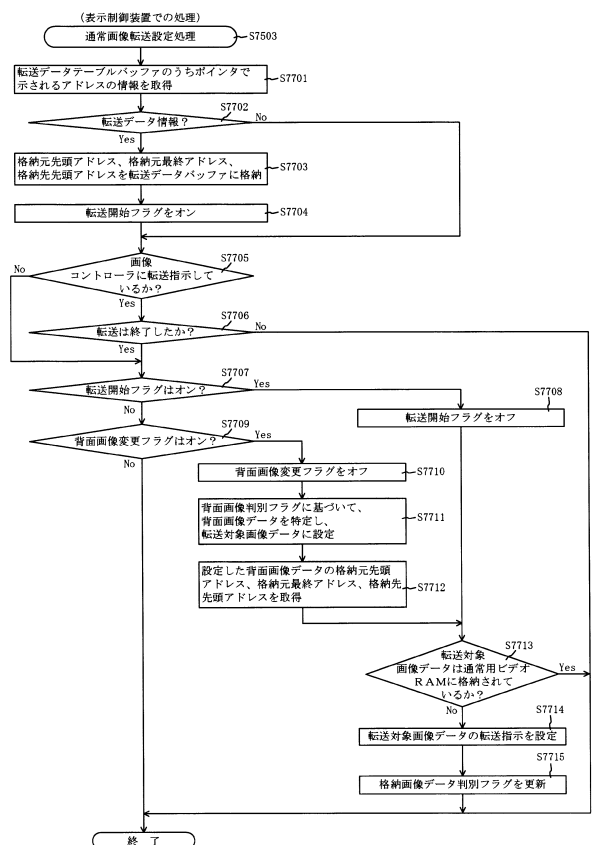 (表示制御装置での処理)
通常画像転送設定処理
S7503
転送データテーブルバッファのうちポインタで
示されるアドレスの情報を取得
S7701
S7702
転送データ情報？
No
Yes
格納元先頭アドレス、格納元最終アドレス、
格納先先頭アドレスを転送データバッファに格納
S7703
転送開始フラグをオン
S7704
画像
コントローラに転送指示して
いるか？
S7705
No
Yes
S7706
転送は終了したか？
No
Yes
S7707
転送開始フラグはオン？
Yes
No
S7708
転送開始フラグをオフ
S7709
背面画像変更フラグはオン？
Yes
No
背面画像変更フラグをオフ
S7710
背面画像判別フラグに基づいて、
背面画像データを特定し、
転送対象画像データに設定
S7711
設定した背面画像データの格納元先頭
アドレス、格納元最終アドレス、格納先
先頭アドレスを取得
S7712
S7713
転送対象
画像データは通常用ビデオ
RAMに格納されて
いるか？
Yes
No
S7714
転送対象画像データの転送指示を設定
S7715
格納画像データ判別フラグを更新
終 了